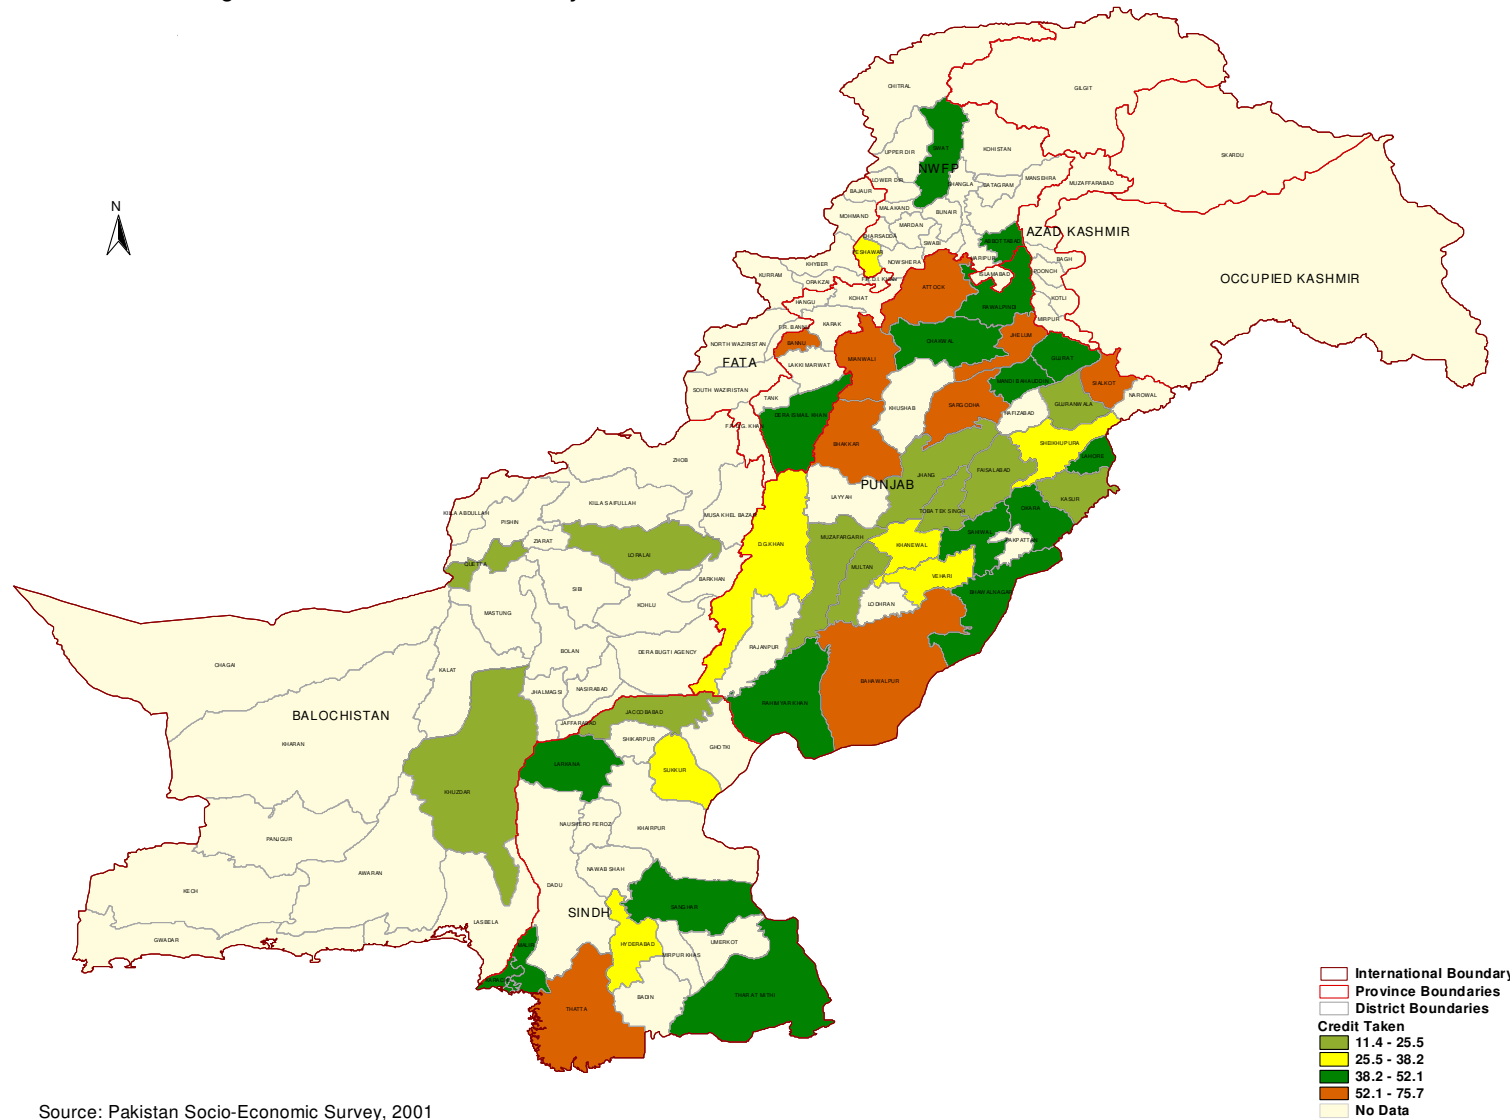 N
CHITRAL
GILGIT
SKARDU
UPPER DIR
SWAT
KOHISTAN
NWFP
LOWER DIR
SHANGLA
BATAGRAM
MANSEHRA
MUZAFFARABAD
BAJAUR
MALAKAND
BUNAIR
MOHMAND
MARDAN
CHARSADDA
SWABI
ABBOTTABAD
AZAD KASHMIR
PESHAWAR
NOWSHERA
HARIPUR
BAGH
KHYBER
POONCH
ISLAMABAD
KURRAM
ORAKZAI
ATTOCK
OCCUPIED KASHMIR
HANGU
KOHAT
RAWALPINDI
KOTLI
MIRPUR
F.R. BANNU
KARAK
NORTH WAZIRISTAN
BANNU
CHAKWAL
JHELUM
FATA
LAKKI MARWAT
MIANWALI
GUJRAT
SOUTH WAZIRISTAN
MANDI BAHAUDDIN
SIALKOT
NAROWAL
TANK
KHUSHAB
SARGODHA
GUJRANWALA
DERA ISMAIL KHAN
HAFIZABAD
BHAKKAR
SHEIKHUPURA
LAHORE
ZHOB
JHANG
FAISALABAD
PUNJAB
LAYYAH
KASUR
KILLA SAIFULLAH
OKARA
KILLA ABDULLAH
MUSA KHEL BAZAR
TOBA TEK SINGH
PISHIN
SAHIWAL
PAKPATTAN
ZIARAT
D.G.KHAN
MUZAFARGARH
KHANEWAL
LORALAI
QUETTA
MULTAN
VEHARI
BARKHAN
SIBI
BHAWALNAGAR
KOHLU
LODHRAN
MASTUNG
RAJANPUR
BOLAN
DERA BUGTI AGENCY
CHAGAI
KALAT
BAHAWALPUR
JHALMAGSI
NASIRABAD
RAHIMYAR KHAN
BALOCHISTAN
JACOBABAD
JAFFARABAD
KHARAN
SHIKARPUR
GHOTKI
LARKANA
SUKKUR
KHUZDAR
NAUSHERO FEROZ
KHAIRPUR
PANJGUR
AWARAN
NAWAB SHAH
DADU
KECH
SANGHAR
SINDH
LASBELA
GWADAR
HYDERABAD
UMERKOT
MIRPUR KHAS
BADIN
THARAT MITHI
THATTA
International Boundary
Province Boundaries
District Boundaries
Credit Taken
11.4 - 25.5
25.5 - 38.2
38.2 - 52.1
52.1 - 75.7
No Data
Source: Pakistan Socio-Economic Survey, 2001